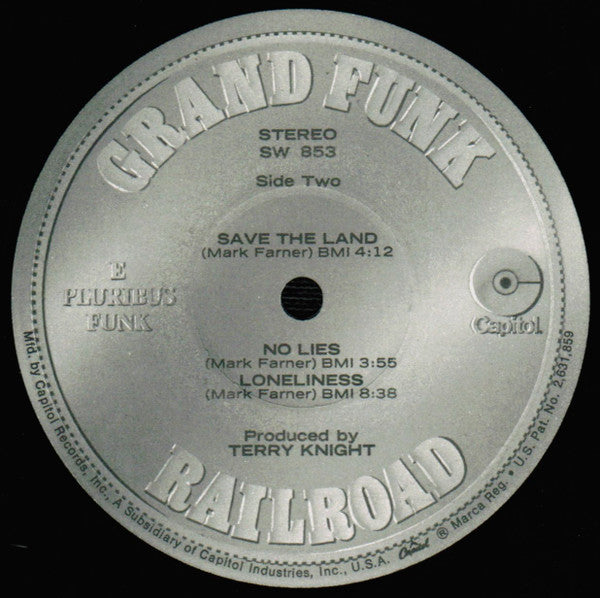 GRAND FUNK
STEREO
SW 853
Side Two
SAVE THE LAND
(Mark Farner) BMI 4:12
E
PLURIBUS
FUNK
Capitol
NO LIES
(Mark Farner) BMI 3:55
LONELINESS
(Mark Farner) BMI 8:38
Produced by
TERRY KNIGHT
RAILROAD
Mfd. by Capitol Records, Inc., A Subsidiary of Capitol Industries, Inc., U.S.A. Capitol ® Marca Reg. • U.S. Pat. No. 2,631,859